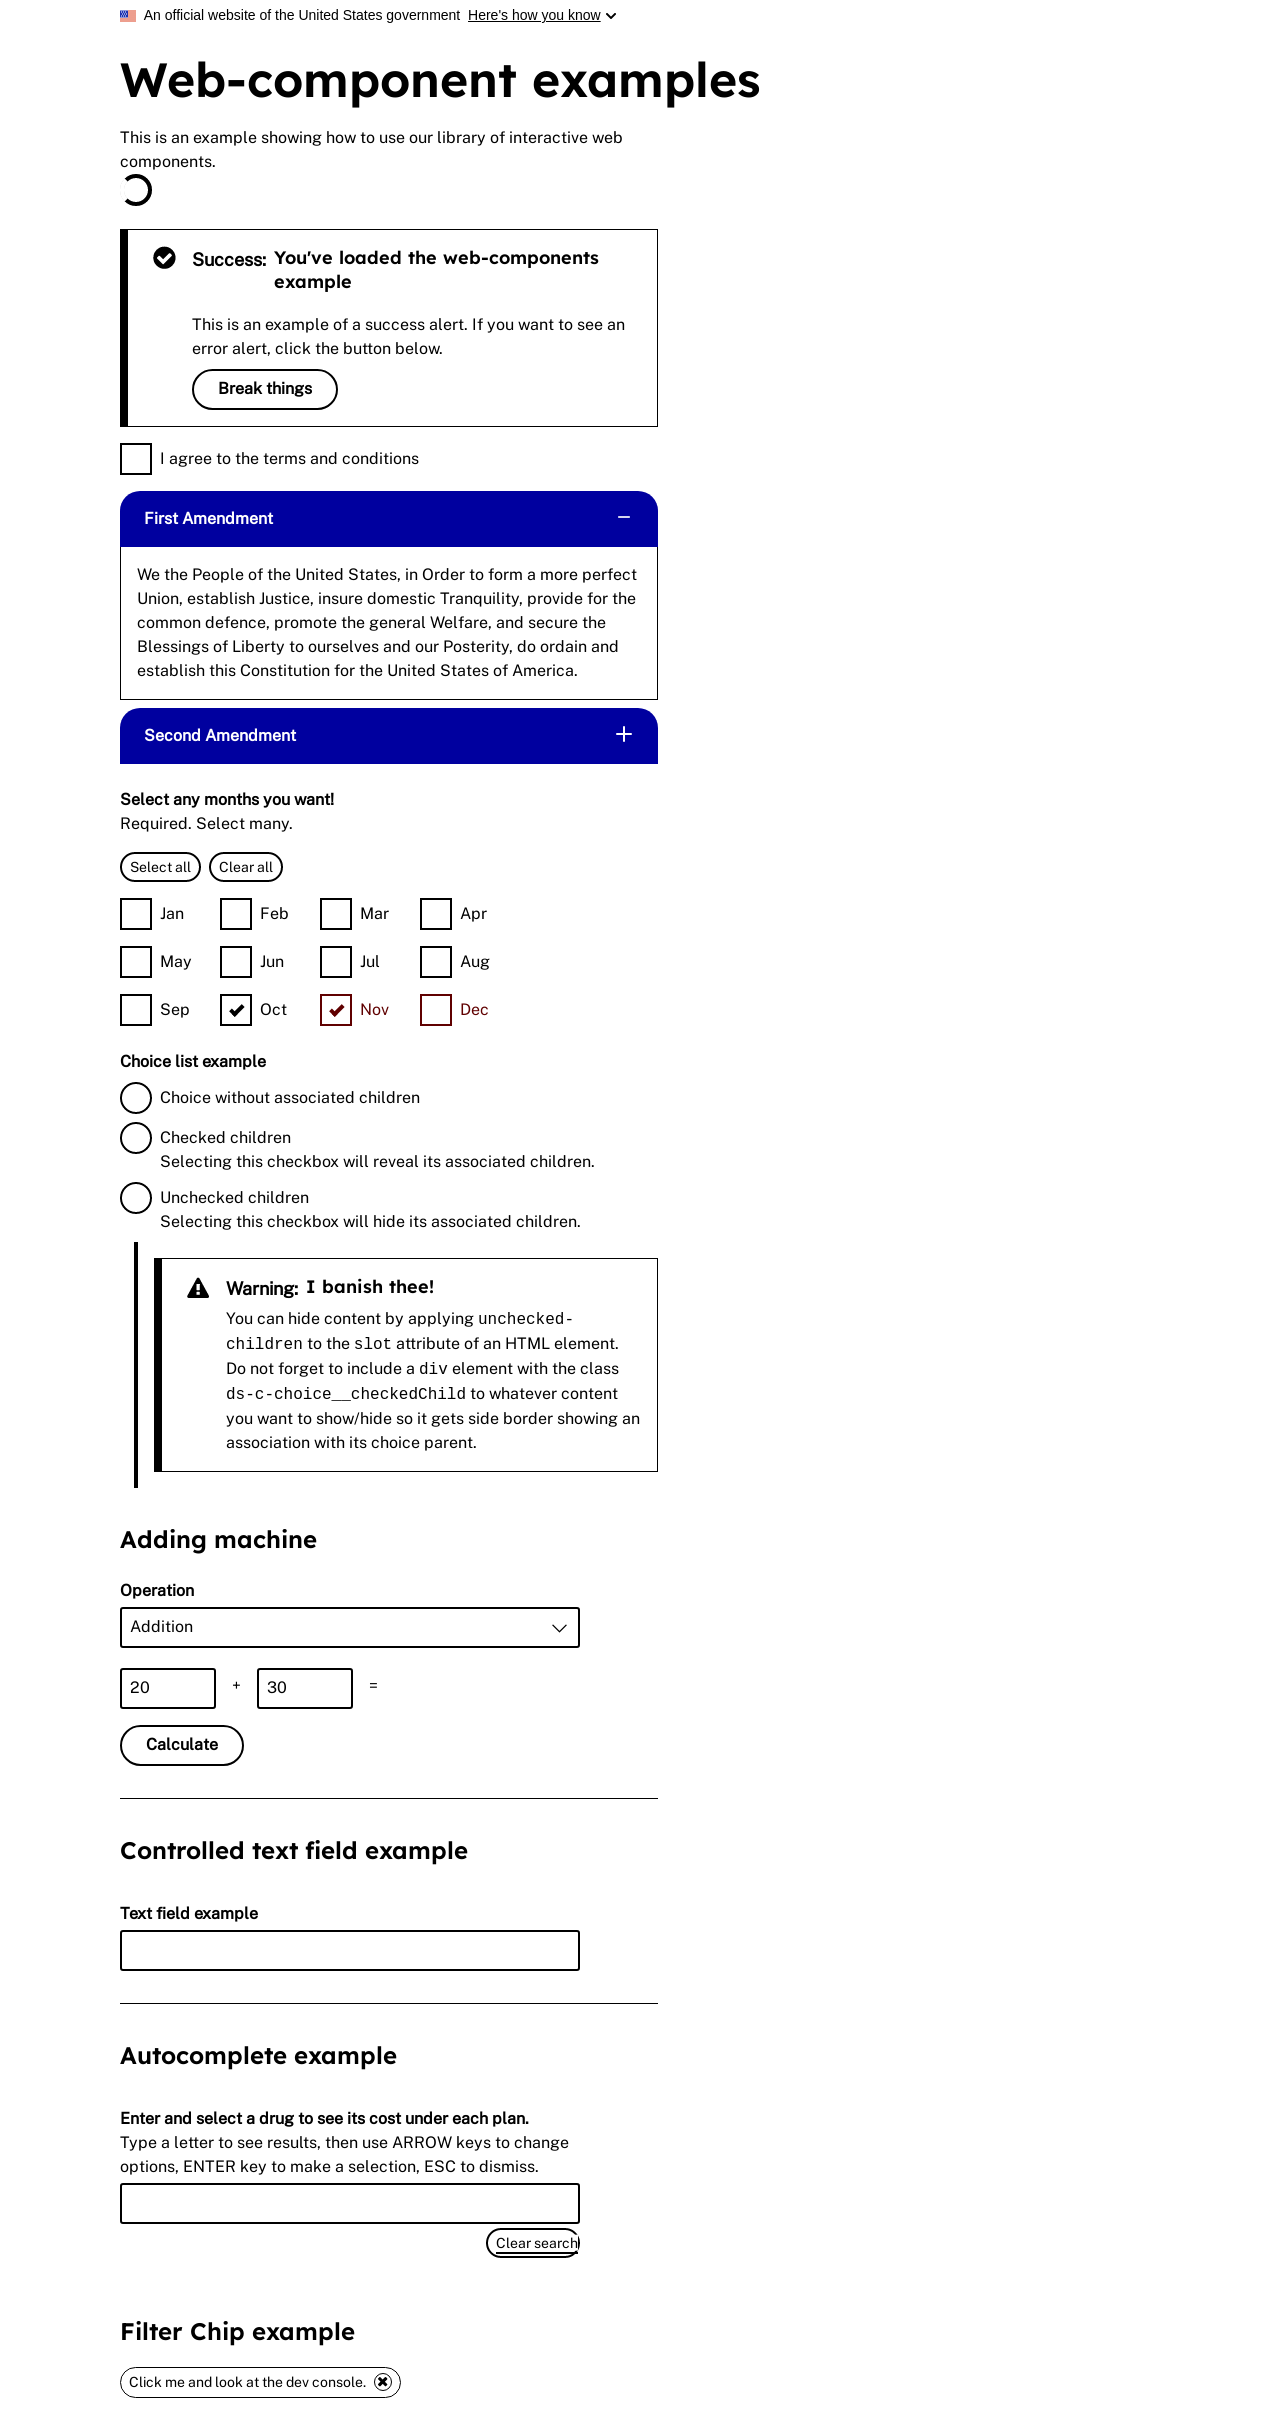 An official website of the United States government Here's how you know
Web-component examples
This is an example showing how to use our library of interactive web
components.
Success: You've loaded the web-components
example
This is an example of a success alert. If you want to see an
error alert, click the button below.
Break things
I agree to the terms and conditions
First Amendment
We the People of the United States, in Order to form a more perfect
Union, establish Justice, insure domestic Tranquility, provide for the
common defence, promote the general Welfare, and secure the
Blessings of Liberty to ourselves and our Posterity, do ordain and
establish this Constitution for the United States of America.
Second Amendment
Select any months you want!
Required. Select many.
Select all Clear all
Jan Feb Mar Apr
May Jun Jul Aug
Sep Oct Nov Dec
Choice list example
Choice without associated children
Checked children
Selecting this checkbox will reveal its associated children.
Unchecked children
Selecting this checkbox will hide its associated children.
Warning: I banish thee!
You can hide content by applying unchecked-
children to the slot attribute of an HTML element.
Do not forget to include a div element with the class
ds-c-choice__checkedChild to whatever content
you want to show/hide so it gets side border showing an
association with its choice parent.
Adding machine
Operation
Addition
20 + 30 =
Calculate
Controlled text field example
Text field example
Autocomplete example
Enter and select a drug to see its cost under each plan.
Type a letter to see results, then use ARROW keys to change
options, ENTER key to make a selection, ESC to dismiss.
Clear search
Filter Chip example
Click me and look at the dev console.